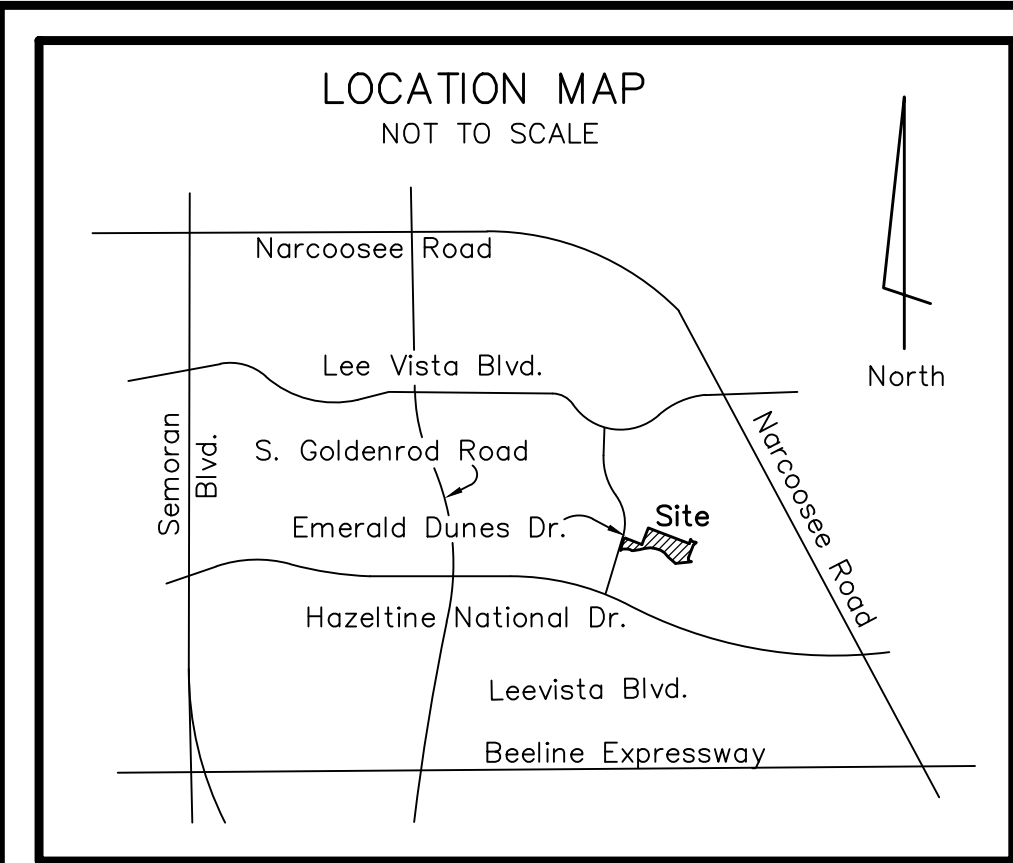 LOCATION MAP
NOT TO SCALE
Narcoosee Road
North
Lee Vista Blvd.
Semoran
Blvd.
S. Goldenrod Road
Narcoosee Road
Emerald Dunes Dr.
Site
Hazeltine National Dr.
Leevista Blvd.
Beeline Expressway